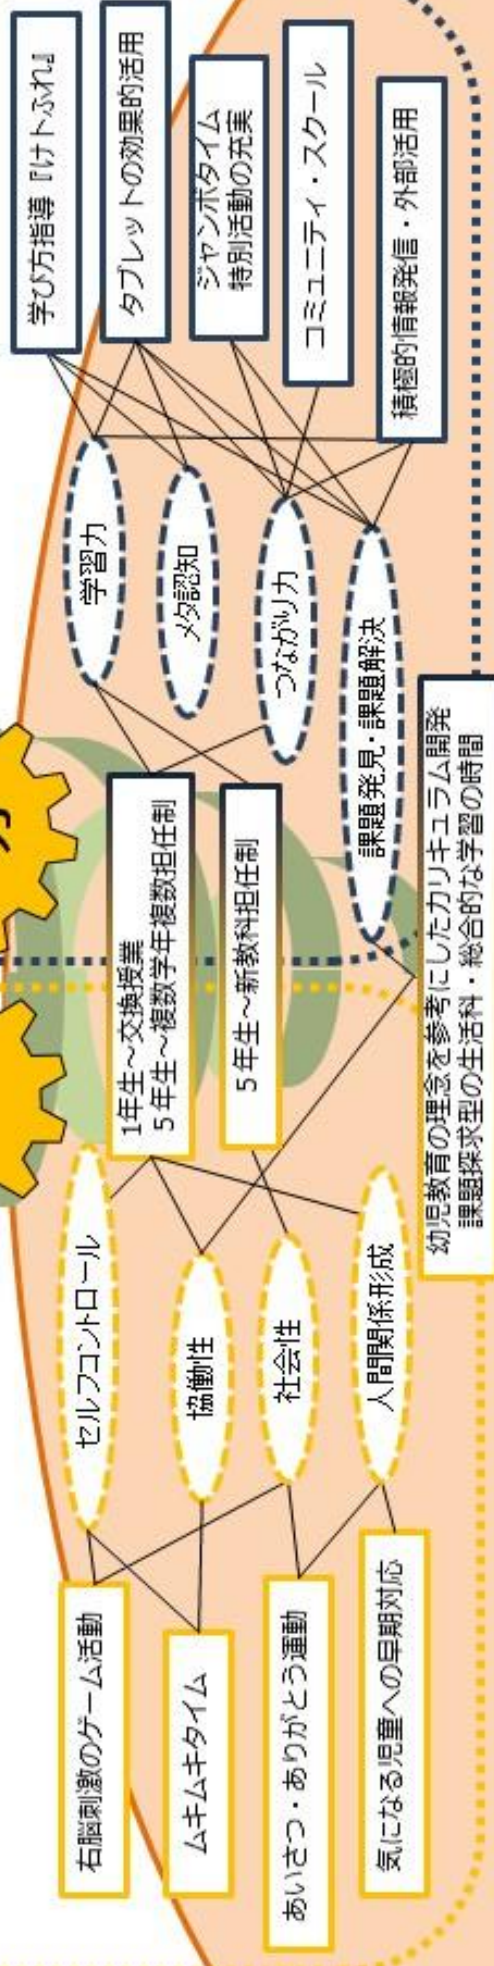 右脳刺激のゲーム活動
ムキムキタイム
あいさつ・ありがとう運動
気になる児童への早期対応
セルフコントロール
協働性
社会性
人間関係形成
1年生~交換授業
5年生~複数学年複数担任制
5年生~新教科担任制
幼児教育の理念を参考にしたカリキュラム開発
課題探求型の生活科・総合的な学習の時間
学習力
メタ認知
つながり力
課題発見・課題解決
学び方指導『けトふれ』
タブレットの効果的活用
ジャンボタイム
特別活動の充実
コミュニティ・スクール
積極的情報発信・外部活用